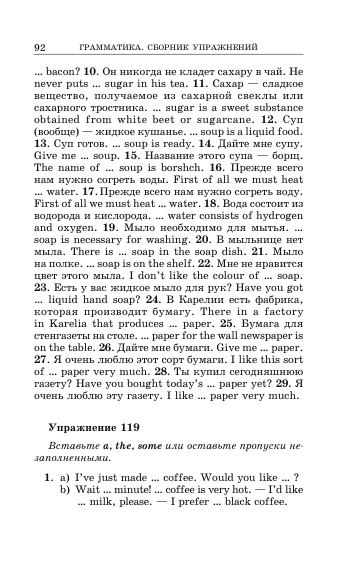 92 ГРАММАТИКА. СБОРНИК УПРАЖНЕНИЙ
... bacon? 10. Он никогда не кладет сахару в чай. He
never puts ... sugar in his tea. 11. Сахар — сладкое
вещество, получаемое из сахарной свеклы или
сахарного тростника. ... sugar is a sweet substance
obtained from white beet or sugarcane. 12. Суп
(вообще) — жидкое кушанье. ... soup is a liquid food.
13. Суп готов. ... soup is ready. 14. Дайте мне супу.
Give me ... soup. 15. Название этого супа — борщ.
The name of ... soup is borshch. 16. Прежде всего
нам нужно согреть воды. First of all we must heat
... water. 17. Прежде всего нам нужно согреть воду.
First of all we must heat ... water. 18. Вода состоит из
водорода и кислорода. ... water consists of hydrogen
and oxygen. 19. Мыло необходимо для мытья. ...
soap is necessary for washing. 20. В мыльнице нет
мыла. There is ... soap in the soap dish. 21. Мыло
на полке. ... soap is on the shelf. 22. Мне не нравится
цвет этого мыла. I don't like the colour of ... soap.
23. Есть у вас жидкое мыло для рук? Have you got
... liquid hand soap? 24. В Карелии есть фабрика,
которая производит бумагу. There in a factory
in Karelia that produces ... paper. 25. Бумага для
стенгазеты на столе. ... paper for the wall newspaper is
on the table. 26. Дайте мне бумаги. Give me ... paper.
27. Я очень люблю этот сорт бумаги. I like this sort
of ... paper very much. 28. Ты купил сегодняшнюю
газету? Have you bought today's ... paper yet? 29. Я
очень люблю эту газету. I like ... paper very much.
Упражнение 119
Вставьте a, the, some или оставьте пропуски не-
заполненными.
1. a) I've just made ... coffee. Would you like ... ?
b) Wait ... minute! ... coffee is very hot. — I'd like
... milk, please. — I prefer ... black coffee.